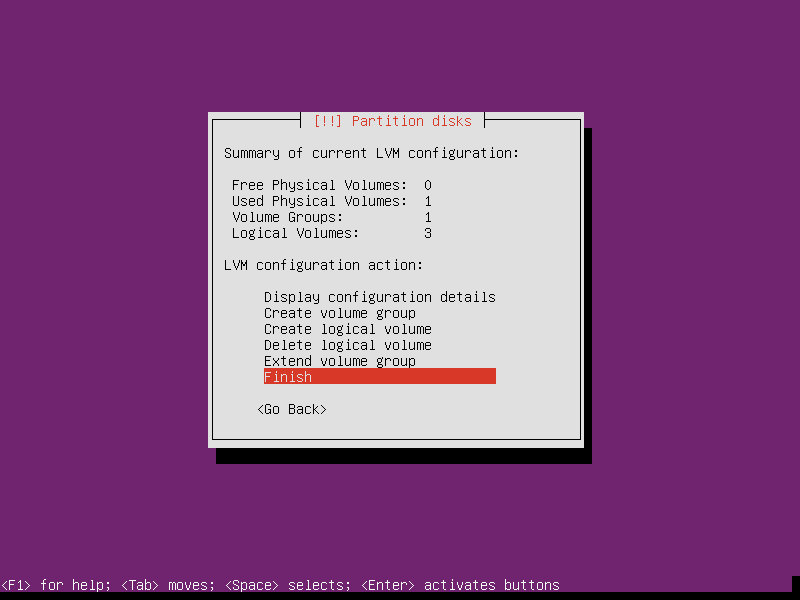 [!!] Partition disks
Summary of current LVM configuration:
Free Physical Volumes: 0
Used Physical Volumes: 1
Volume Groups: 1
Logical Volumes: 3
LVM configuration action:
Display configuration details
Create volume group
Create logical volume
Delete logical volume
Extend volume group
Finish
<Go Back>
<F1> for help; <Tab> moves; <Space> selects; <Enter> activates buttons